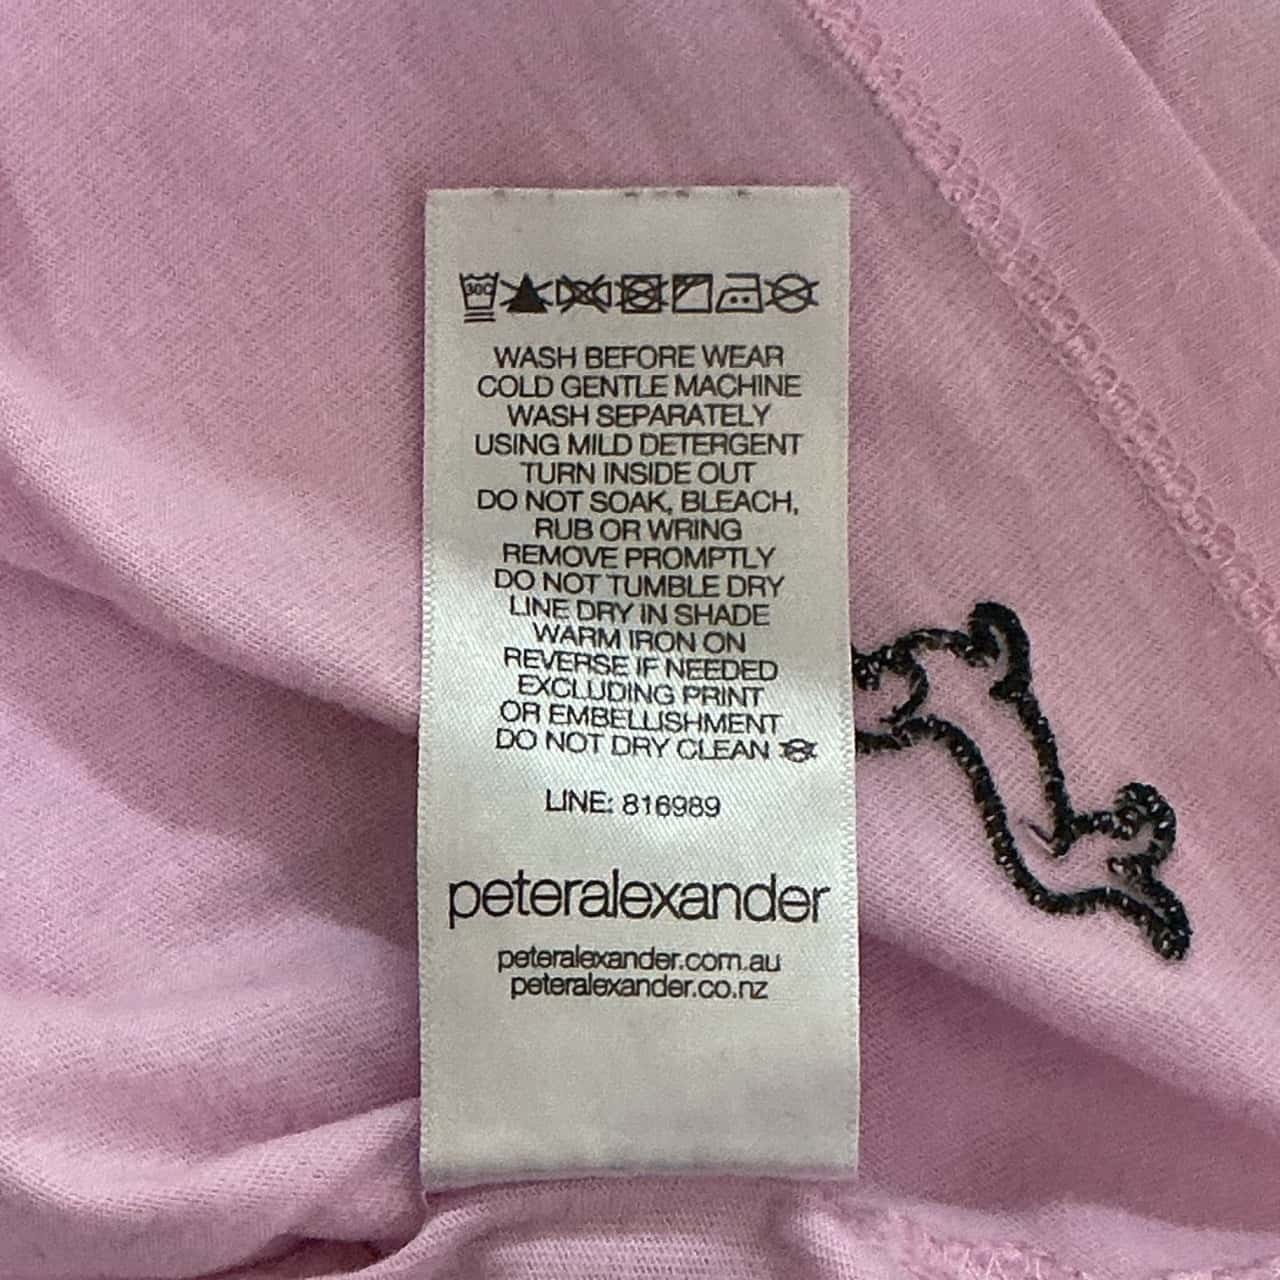 30C
WASH BEFORE WEAR
COLD GENTLE MACHINE
WASH SEPARATELY
USING MILD DETERGENT
TURN INSIDE OUT
DO NOT SOAK, BLEACH,
RUB OR WRING
REMOVE PROMPTLY
DO NOT TUMBLE DRY
LINE DRY IN SHADE
WARM IRON ON
REVERSE IF NEEDED
EXCLUDING PRINT
OR EMBELLISHMENT
DO NOT DRY CLEAN
LINE: 816989
peteralexander
peteralexander.com.au
peteralexander.co.nz